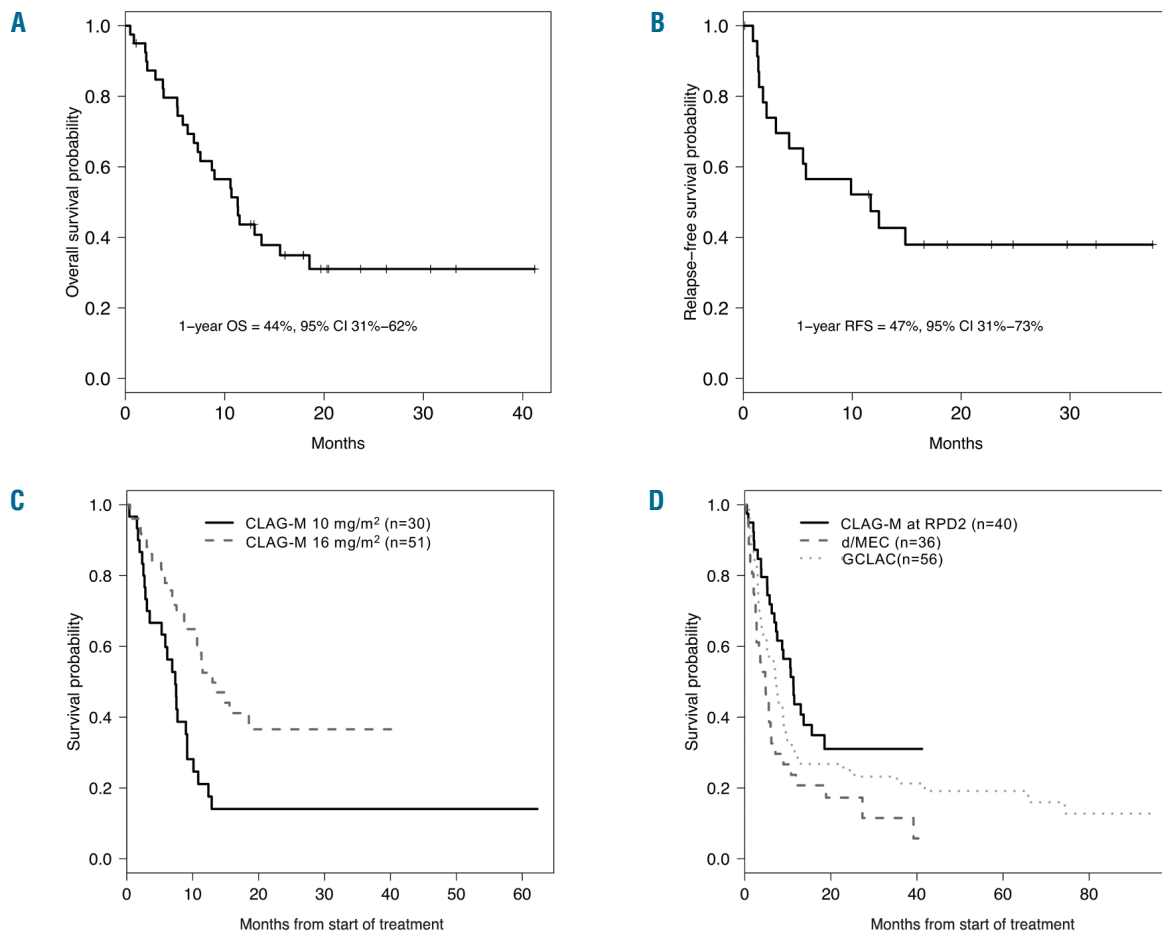 A
Overall survival probability
1.0
0.8
0.6
0.4
0.2
0.0
1−year OS = 44%, 95% CI 31%−62%
0 10 20 30 40
Months
B
Relapse−free survival probability
1.0
0.8
0.6
0.4
0.2
0.0
1−year RFS = 47%, 95% CI 31%−73%
0 10 20 30
Months
C
Survival probability
1.0
0.8
0.6
0.4
0.2
0.0
CLAG-M 10 mg/m² (n=30)
CLAG-M 16 mg/m² (n=51)
0 10 20 30 40 50 60
Months from start of treatment
D
Survival probability
1.0
0.8
0.6
0.4
0.2
0.0
CLAG-M at RPD2 (n=40)
d/MEC (n=36)
GCLAC(n=56)
0 20 40 60 80
Months from start of treatment